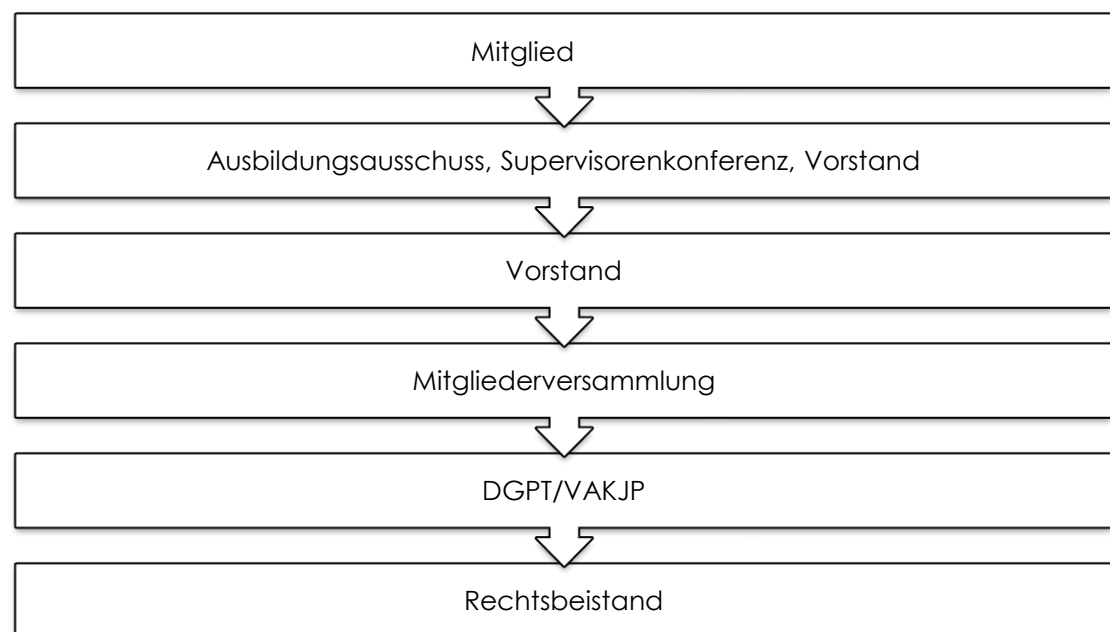 Mitglied
Ausbildungsausschuss, Supervisorenkonferenz, Vorstand
Vorstand
Mitgliederversammlung
DGPT/VAKJP
Rechtsbeistand